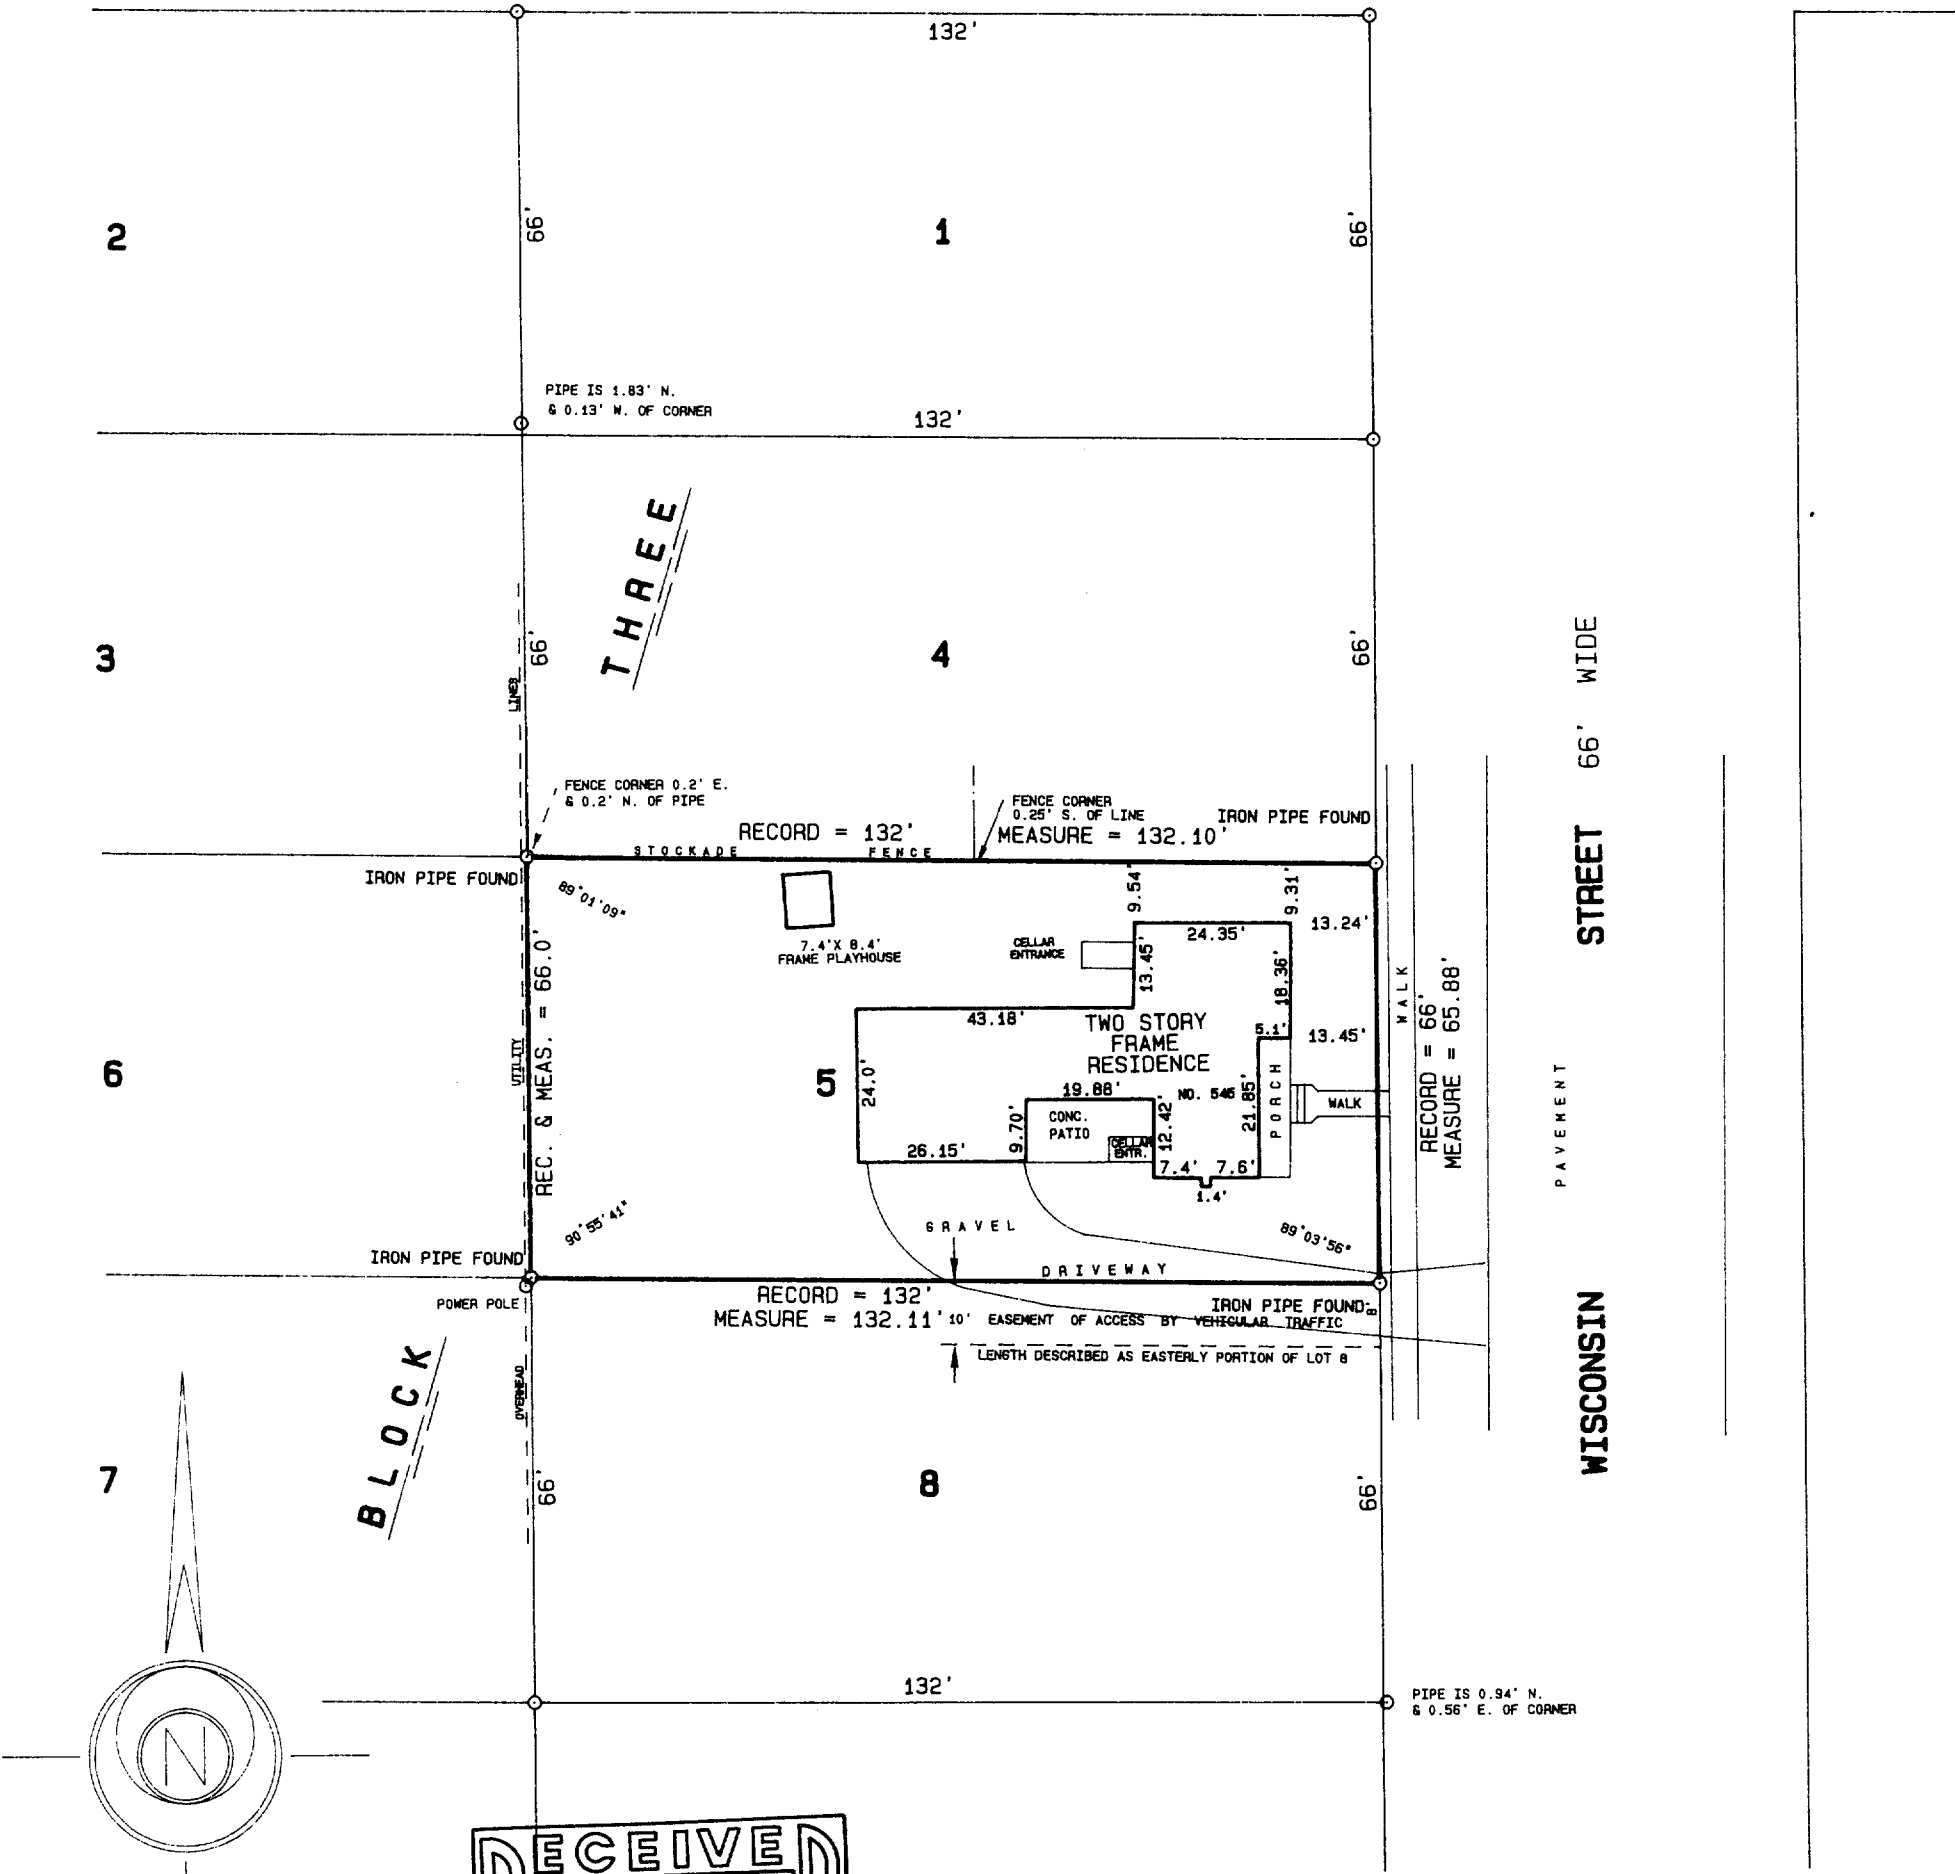 132'
2
66'
1
66'
PIPE IS 1.83' N.
& 0.13' W. OF CORNER
132'
THREE
3
66'
4
66'
LINES
STREET 66' WIDE
FENCE CORNER 0.2' E.
& 0.2' N. OF PIPE
FENCE CORNER
0.25' S. OF LINE
IRON PIPE FOUND
RECORD = 132'
MEASURE = 132.10'
STOCKADE FENCE
IRON PIPE FOUND
89°01'09"
9.54'
9.31'
13.24'
24.35'
7.4'X 8.4'
FRAME PLAYHOUSE
CELLAR
ENTRANCE
13.45'
18.36'
WALK
REC. & MEAS. = 66.0'
RECORD = 66'
MEASURE = 65.88'
43.18'
TWO STORY
FRAME
RESIDENCE
5.1'
13.45'
6
UTILITY
5
24.0'
19.88'
NO. 546
21.85'
PORCH
WALK
PAVEMENT
CONC.
PATIO
9.70'
12.42'
CELLAR
ENTR.
26.15'
7.4'
7.6'
1.4'
90°55'41"
GRAVEL
89°03'56"
IRON PIPE FOUND
DRIVEWAY
POWER POLE
RECORD = 132'
MEASURE = 132.11'
IRON PIPE FOUND
10' EASEMENT OF ACCESS BY VEHICULAR TRAFFIC
LENGTH DESCRIBED AS EASTERLY PORTION OF LOT 8
WISCONSIN
OVERHEAD
BLOCK
7
66'
8
66'
132'
PIPE IS 0.94' N.
& 0.56' E. OF CORNER
N
RECEIVED